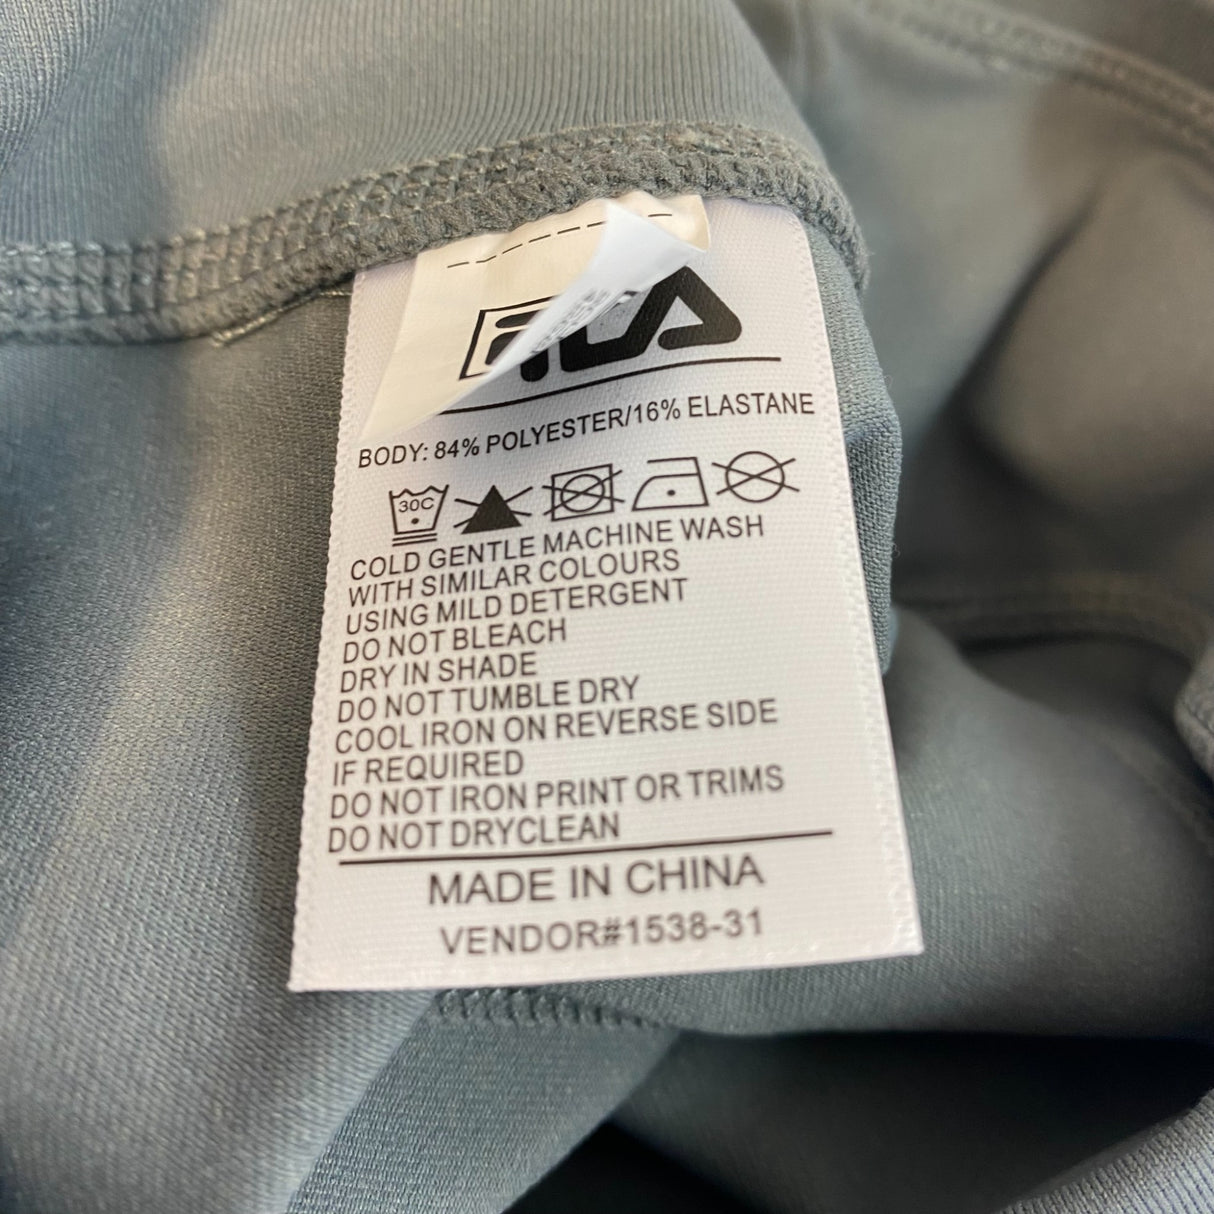 FILA
BODY: 84% POLYESTER/16% ELASTANE
30C
COLD GENTLE MACHINE WASH
WITH SIMILAR COLOURS
USING MILD DETERGENT
DO NOT BLEACH
DRY IN SHADE
DO NOT TUMBLE DRY
COOL IRON ON REVERSE SIDE
IF REQUIRED
DO NOT IRON PRINT OR TRIMS
DO NOT DRYCLEAN
MADE IN CHINA
VENDOR#1538-31